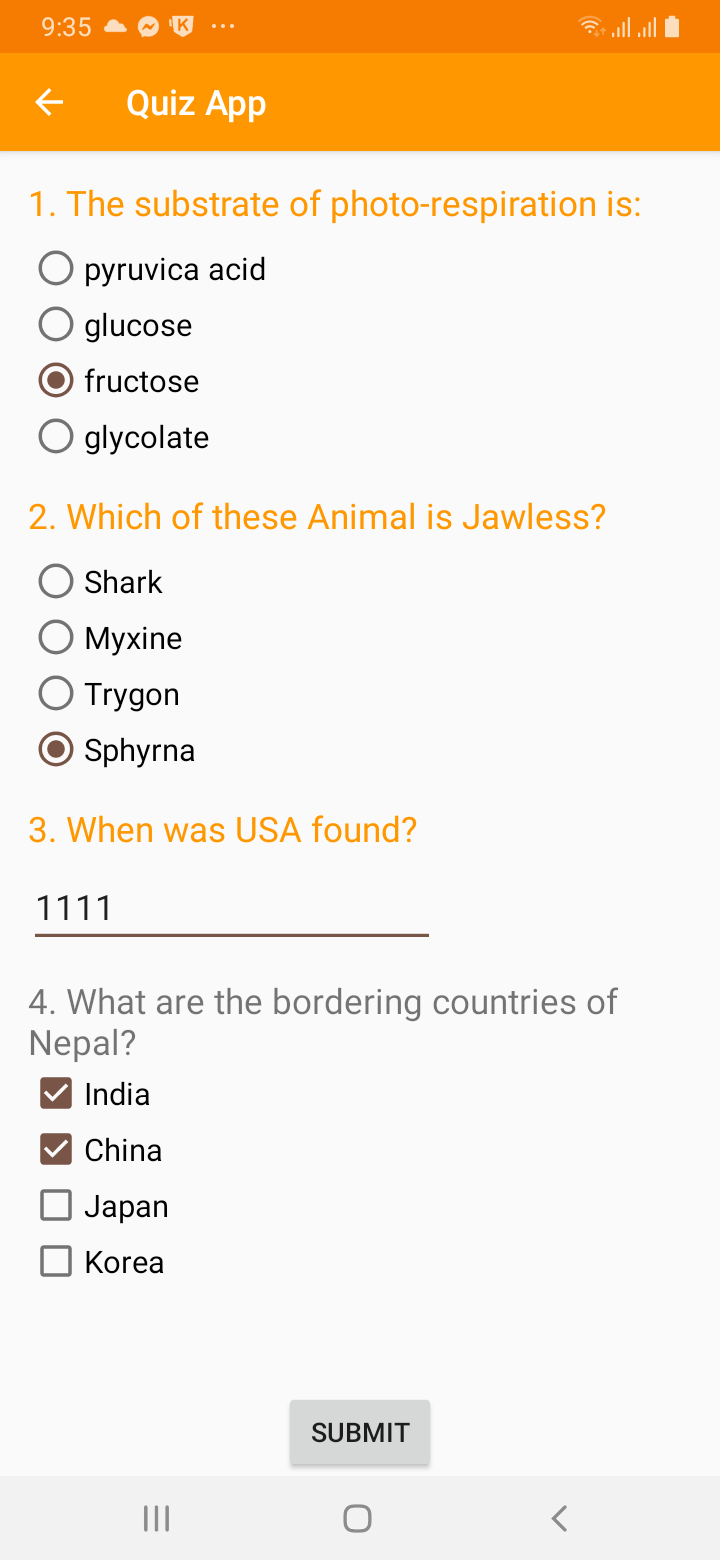 9:35
Quiz App
1. The substrate of photo-respiration is:
pyruvica acid
glucose
fructose
glycolate
2. Which of these Animal is Jawless?
Shark
Myxine
Trygon
Sphyrna
3. When was USA found?
1111
4. What are the bordering countries of
Nepal?
India
China
Japan
Korea
SUBMIT